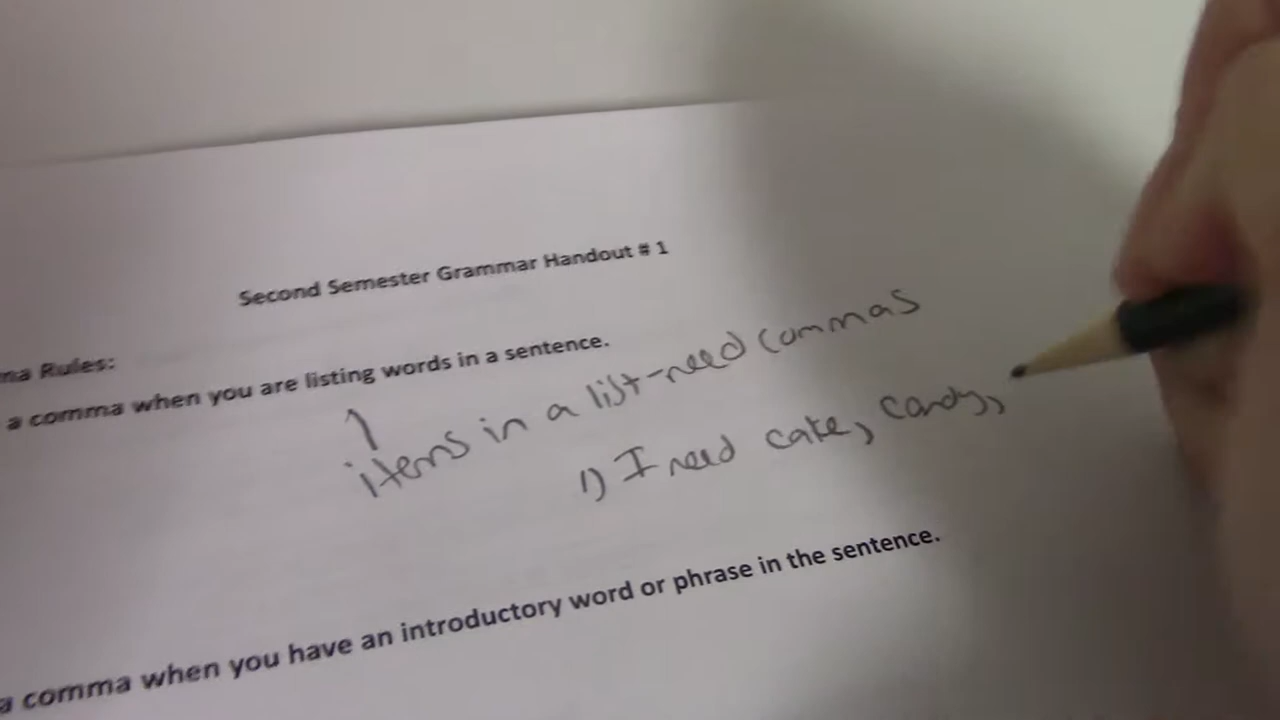 Second Semester Grammar Handout # 1
ma Rules:
a comma when you are listing words in a sentence.
items in a list-need commas
1) I need cake, candy,
a comma when you have an introductory word or phrase in the sentence.